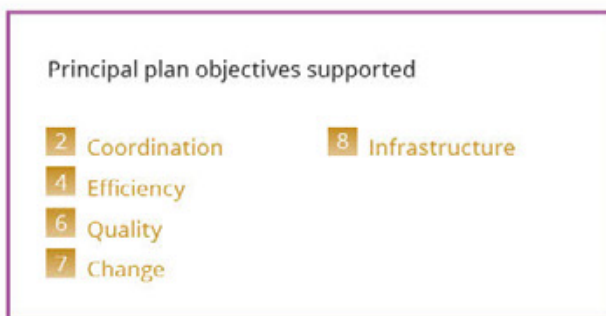 Principal plan objectives supported
2 Coordination
4 Efficiency
6 Quality
7 Change
8 Infrastructure